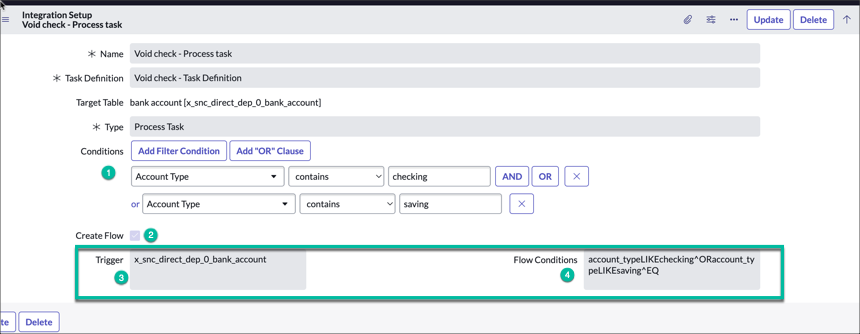 Integration Setup
Void check - Process task
Update
Delete
Name
Void check - Process task
Task Definition
Void check - Task Definition
Target Table
bank account [x_snc_direct_dep_0_bank_account]
Type
Process Task
Conditions
Add Filter Condition
Add "OR" Clause
1
Account Type
contains
checking
AND
OR
or
Account Type
contains
saving
Create Flow
2
Trigger
x_snc_direct_dep_0_bank_account
3
Flow Conditions
account_typeLIKEchecking^ORaccount_ty
peLIKEsaving^EQ
4
te
Delete